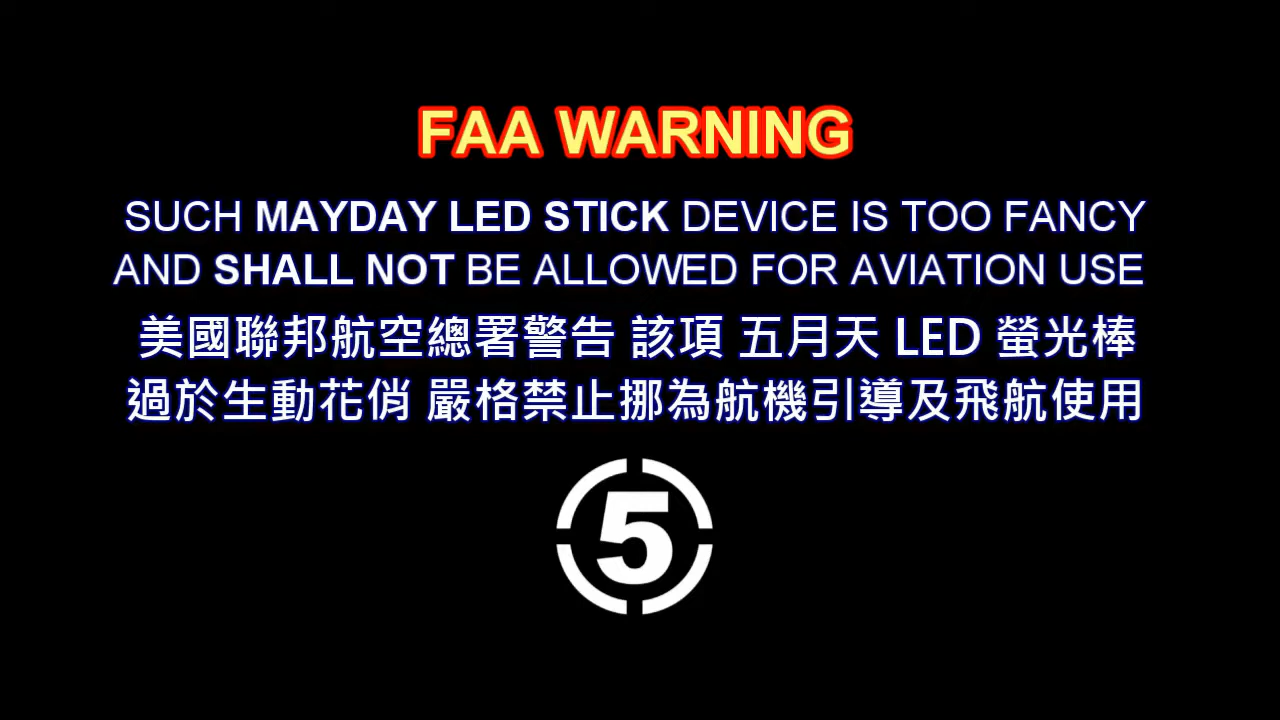 FAA WARNING
SUCH MAYDAY LED STICK DEVICE IS TOO FANCY
AND SHALL NOT BE ALLOWED FOR AVIATION USE
美國聯邦航空總署警告 該項 五月天 LED 螢光棒
過於生動花俏 嚴格禁止挪為航機引導及飛航使用
5